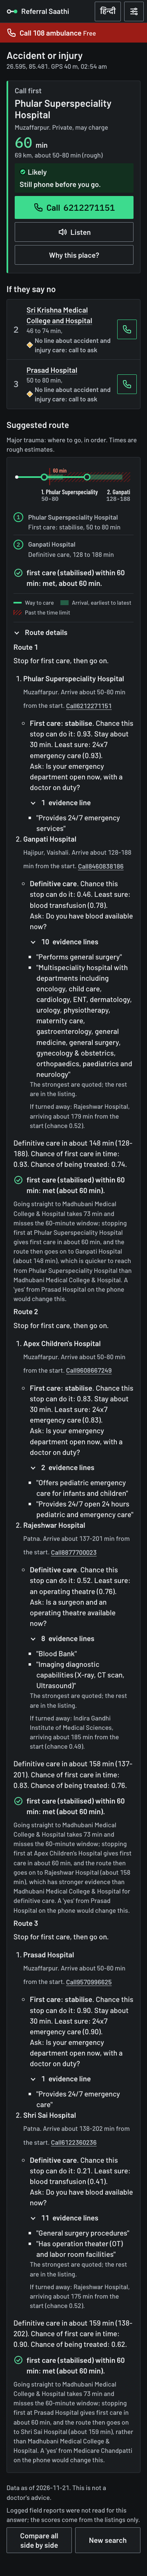 Referral Saathi
हिन्दी
Call 108 ambulance Free
Accident or injury
26.595, 85.481, GPS 40 m, 02:54 am
Call first
Phular Superspeciality
Hospital
Muzaffarpur. Private, may charge
60 min
69 km, about 50-80 min (rough)
Likely
Still phone before you go.
Call 6212271151
Listen
Why this place?
If they say no
2
Sri Krishna Medical
College and Hospital
46 to 74 min,
No line about accident and
injury care: call to ask
3
Prasad Hospital
50 to 80 min,
No line about accident and
injury care: call to ask
Suggested route
Major trauma: where to go, in order. Times are
rough estimates.
60 min
1. Phular Superspeciality
50-80
2. Ganpati
128-188
1
Phular Superspeciality Hospital
First care: stabilise, 50 to 80 min
2
Ganpati Hospital
Definitive care, 128 to 188 min
first care (stabilised) within 60
min: met, about 60 min.
Way to care
Arrival, earliest to latest
Past the time limit
Route details
Route 1
Stop for first care, then go on.
1. Phular Superspeciality Hospital
Muzaffarpur. Arrive about 50-80 min
from the start. Call6212271151
First care: stabilise. Chance this
stop can do it: 0.93. Stay about
30 min. Least sure: 24x7
emergency care (0.93).
Ask: Is your emergency
department open now, with a
doctor on duty?
1 evidence line
"Provides 24/7 emergency
services"
2. Ganpati Hospital
Hajipur, Vaishali. Arrive about 128-188
min from the start. Call8460838186
Definitive care. Chance this
stop can do it: 0.46. Least sure:
blood transfusion (0.78).
Ask: Do you have blood available
now?
10 evidence lines
"Performs general surgery"
"Multispeciality hospital with
departments including
oncology, child care,
cardiology, ENT, dermatology,
urology, physiotherapy,
maternity care,
gastroenterology, general
medicine, general surgery,
gynecology & obstetrics,
orthopaedics, paediatrics and
neurology"
The strongest are quoted; the rest
are in the listing.
If turned away: Rajeshwar Hospital,
arriving about 179 min from the
start (chance 0.52).
Definitive care in about 148 min (128-
188). Chance of first care in time:
0.93. Chance of being treated: 0.74.
first care (stabilised) within 60
min: met (about 60 min).
Going straight to Madhubani Medical
College & Hospital takes 73 min and
misses the 60-minute window; stopping
first at Phular Superspeciality Hospital
gives first care in about 60 min, and the
route then goes on to Ganpati Hospital
(about 148 min), which is quicker to reach
from Phular Superspeciality Hospital than
Madhubani Medical College & Hospital. A
'yes' from Prasad Hospital on the phone
would change this.
Route 2
Stop for first care, then go on.
1. Apex Children's Hospital
Muzaffarpur. Arrive about 50-80 min
from the start. Call9608667249
First care: stabilise. Chance this
stop can do it: 0.83. Stay about
30 min. Least sure: 24x7
emergency care (0.83).
Ask: Is your emergency
department open now, with a
doctor on duty?
2 evidence lines
"Offers pediatric emergency
care for infants and children"
"Provides 24/7 open 24 hours
pediatric and emergency care"
2. Rajeshwar Hospital
Patna. Arrive about 137-201 min from
the start. Call8877700023
Definitive care. Chance this
stop can do it: 0.52. Least sure:
an operating theatre (0.76).
Ask: Is a surgeon and an
operating theatre available
now?
8 evidence lines
"Blood Bank"
"Imaging diagnostic
capabilities (X-ray, CT scan,
Ultrasound)"
The strongest are quoted; the rest
are in the listing.
If turned away: Indira Gandhi
Institute of Medical Sciences,
arriving about 185 min from the
start (chance 0.49).
Definitive care in about 158 min (137-
201). Chance of first care in time:
0.83. Chance of being treated: 0.76.
first care (stabilised) within 60
min: met (about 60 min).
Going straight to Madhubani Medical
College & Hospital takes 73 min and
misses the 60-minute window; stopping
first at Apex Children's Hospital gives first
care in about 60 min, and the route then
goes on to Rajeshwar Hospital (about 158
min), which has stronger evidence than
Madhubani Medical College & Hospital for
definitive care. A 'yes' from Prasad
Hospital on the phone would change this.
Route 3
Stop for first care, then go on.
1. Prasad Hospital
Muzaffarpur. Arrive about 50-80 min
from the start. Call9570996625
First care: stabilise. Chance this
stop can do it: 0.90. Stay about
30 min. Least sure: 24x7
emergency care (0.90).
Ask: Is your emergency
department open now, with a
doctor on duty?
1 evidence line
"Provides 24/7 emergency
care"
2. Shri Sai Hospital
Patna. Arrive about 138-202 min from
the start. Call6122360236
Definitive care. Chance this
stop can do it: 0.21. Least sure:
blood transfusion (0.41).
Ask: Do you have blood available
now?
11 evidence lines
"General surgery procedures"
"Has operation theater (OT)
and labor room facilities"
The strongest are quoted; the rest
are in the listing.
If turned away: Rajeshwar Hospital,
arriving about 175 min from the
start (chance 0.52).
Definitive care in about 159 min (138-
202). Chance of first care in time:
0.90. Chance of being treated: 0.62.
first care (stabilised) within 60
min: met (about 60 min).
Going straight to Madhubani Medical
College & Hospital takes 73 min and
misses the 60-minute window; stopping
first at Prasad Hospital gives first care in
about 60 min, and the route then goes on
to Shri Sai Hospital (about 159 min), rather
than Madhubani Medical College &
Hospital. A 'yes' from Medicare Chandpatti
on the phone would change this.
Data as of 2026-11-21. This is not a
doctor's advice.
Logged field reports were not read for this
answer; the scores come from the listings only.
Compare all
side by side
New search